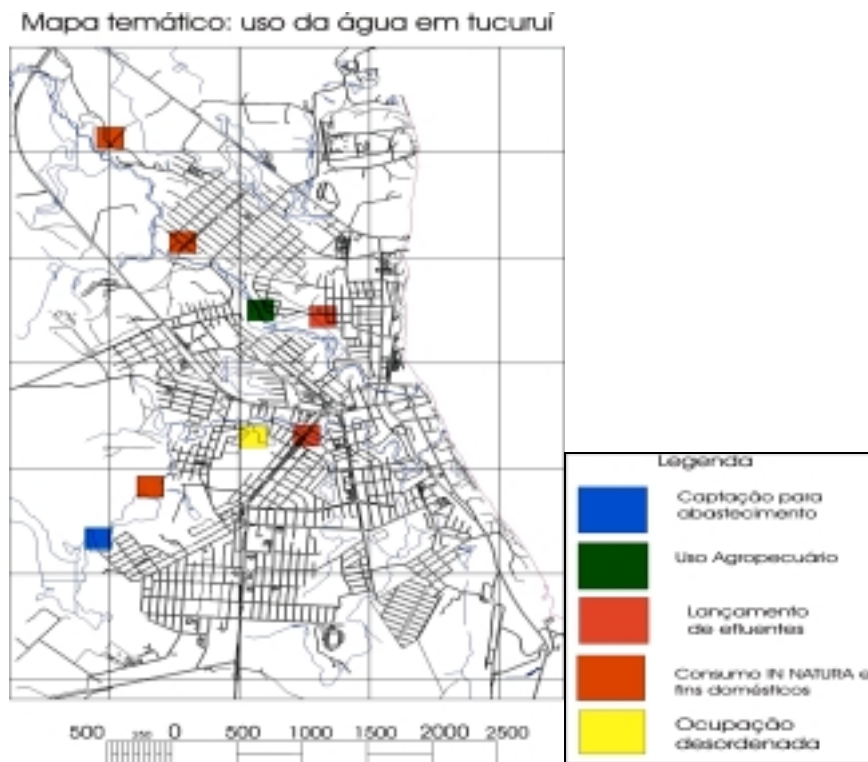 Mapa temático: uso da água em tucuruí
Legenda
Captação para
abastecimento
Uso Agropecuário
Lançamento
de efluentes
Consumo IN NATURA e
fins domésticos
Ocupação
desordenada
500 250 0 500 1000 1500 2000 2500